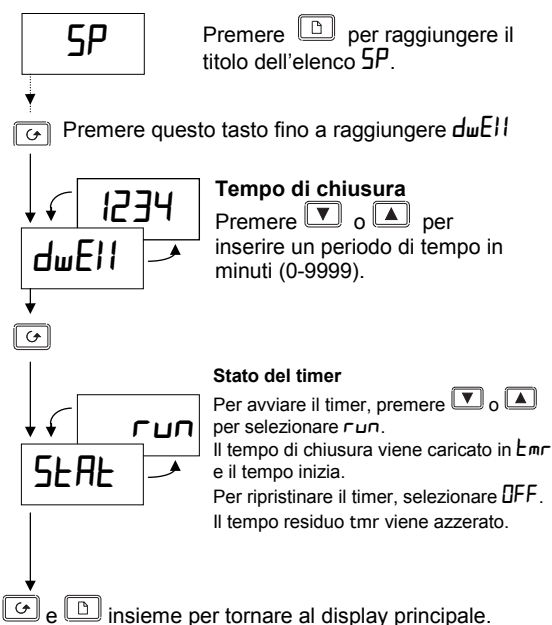 SP
Premere per raggiungere il
titolo dell'elenco SP.
Premere questo tasto fino a raggiungere dwEll
1234
dwEll
Tempo di chiusura
Premere o per
inserire un periodo di tempo in
minuti (0-9999).
run
StAt
Stato del timer
Per avviare il timer, premere o
per selezionare run.
Il tempo di chiusura viene caricato in tmr
e il tempo inizia.
Per ripristinare il timer, selezionare OFF.
Il tempo residuo tmr viene azzerato.
e insieme per tornare al display principale.